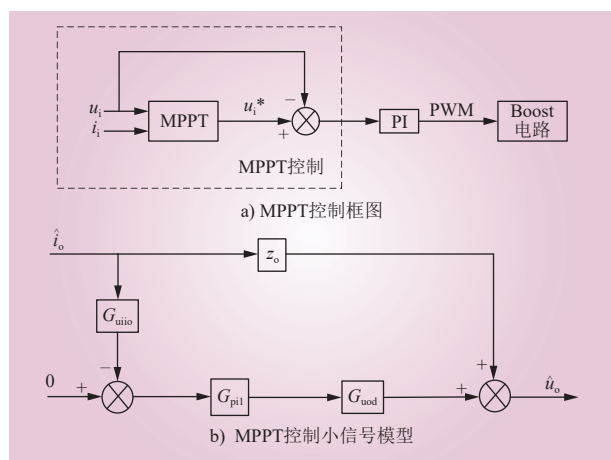 u_i
i_i
MPPT
u_i*
−
+
PI
PWM
Boost
电路
MPPT控制
a) MPPT控制框图
î_o
z_o
G_uiio
−
0
+
G_pi1
G_uod
+
+
û_o
b) MPPT控制小信号模型